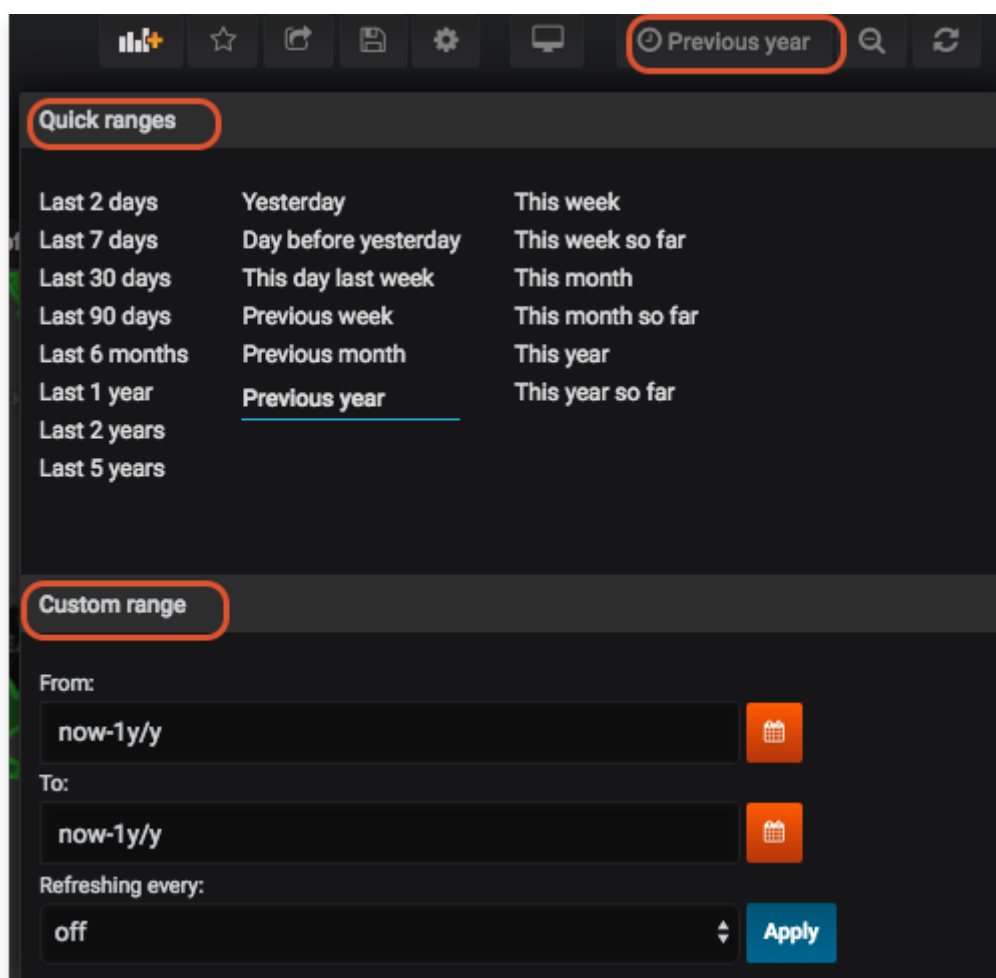 Previous year
Quick ranges
Last 2 days
Last 7 days
Last 30 days
Last 90 days
Last 6 months
Last 1 year
Last 2 years
Last 5 years
Yesterday
Day before yesterday
This day last week
Previous week
Previous month
Previous year
This week
This week so far
This month
This month so far
This year
This year so far
Custom range
From:
now-1y/y
To:
now-1y/y
Refreshing every:
off
Apply